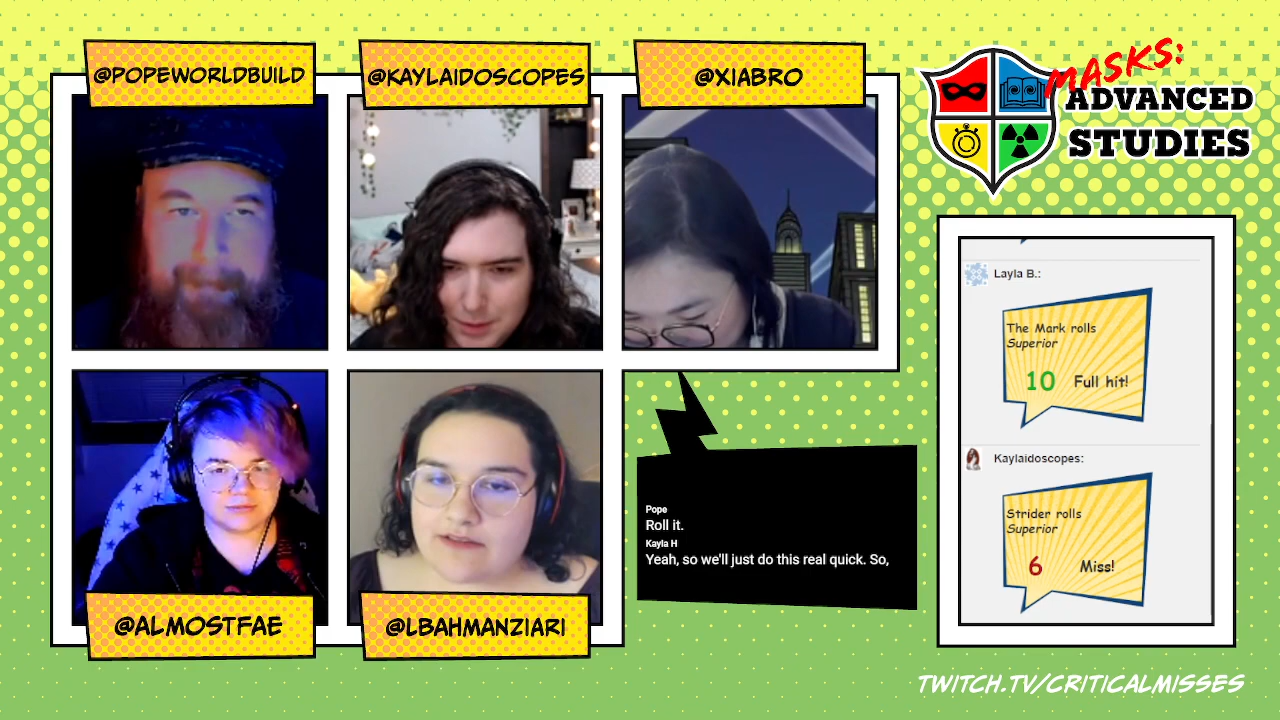 @POPEWORLDBUILD
@KAYLAIDOSCOPES
@XIABRO
MASKS:
ADVANCED
STUDIES
Layla B.:
The Mark rolls
Superior
10 Full hit!
Kaylaidoscopes:
Strider rolls
Superior
6 Miss!
Pope
Roll it.
Kayla H
Yeah, so we'll just do this real quick. So,
@ALMOSTFAE
@LBAHMANZIARI
TWITCH.TV/CRITICALMISSES